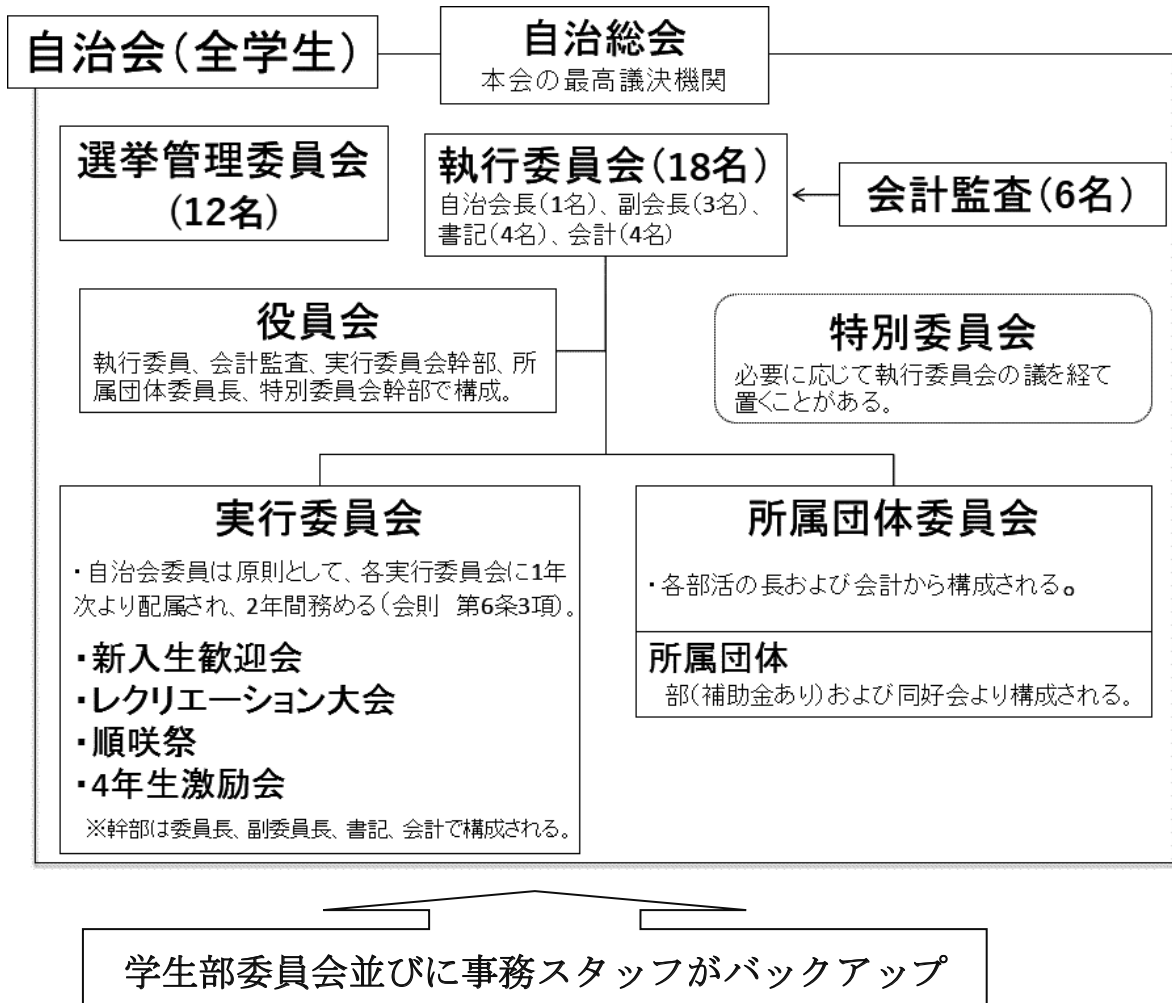 自治会(全学生)
自治総会
本会の最高議決機関
選挙管理委員会
(12名)
執行委員会(18名)
自治会長(1名)、副会長(3名)、
書記(4名)、会計(4名)
会計監査(6名)
役員会
執行委員、会計監査、実行委員会幹部、所
属団体委員長、特別委員会幹部で構成。
特別委員会
必要に応じて執行委員会の議を経て
置くことがある。
実行委員会
・自治会委員は原則として、各実行委員会に1年
次より配属され、2年間務める(会則 第6条3項)。
・新入生歓迎会
・レクリエーション大会
・順咲祭
・4年生激励会
※幹部は委員長、副委員長、書記、会計で構成される。
所属団体委員会
・各部活の長および会計から構成される。
所属団体
部(補助金あり)および同好会より構成される。
学生部委員会並びに事務スタッフがバックアップ